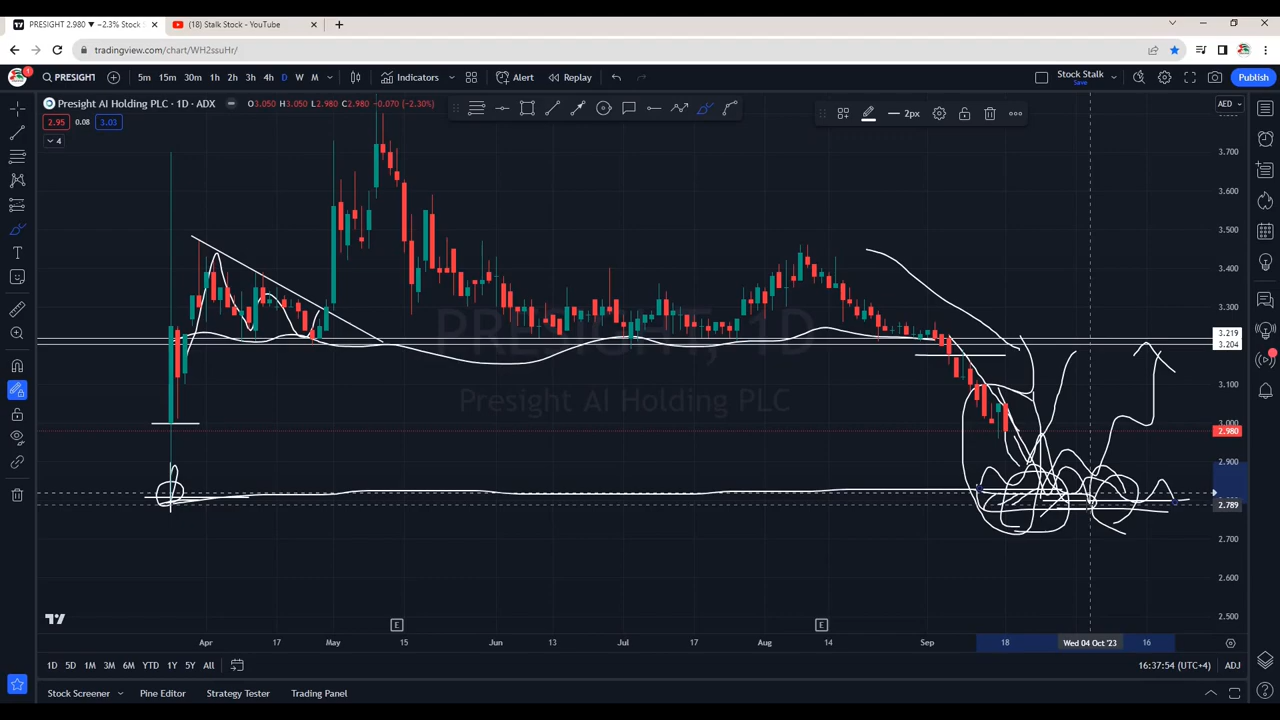 PRESIGHT 2.980 ▼ −2.3% Stock S
(18) Stalk Stock - YouTube
tradingview.com/chart/WH2ssuHr/
PRESIGHT
5m 15m 30m 1h 2h 3h 4h D W M
Indicators
Alert
Replay
Stock Stalk
Save
Publish
Presight AI Holding PLC · 1D · ADX
O3.050 H3.050 L2.980 C2.980 −0.070 (−2.30%)
2px
AED
2.95 0.08 3.03
4
3.700
3.600
3.500
3.400
3.300
3.219
3.204
3.100
3.000
2.980
2.900
2.789
2.700
2.600
2.500
PRESIGHT, 1D
Presight AI Holding PLC
E
E
Apr 17 May 15 Jun 13 Jul 17 Aug 14 Sep 18 Wed 04 Oct '23 16
1D 5D 1M 3M 6M YTD 1Y 5Y All
16:37:54 (UTC+4) ADJ
Stock Screener
Pine Editor
Strategy Tester
Trading Panel